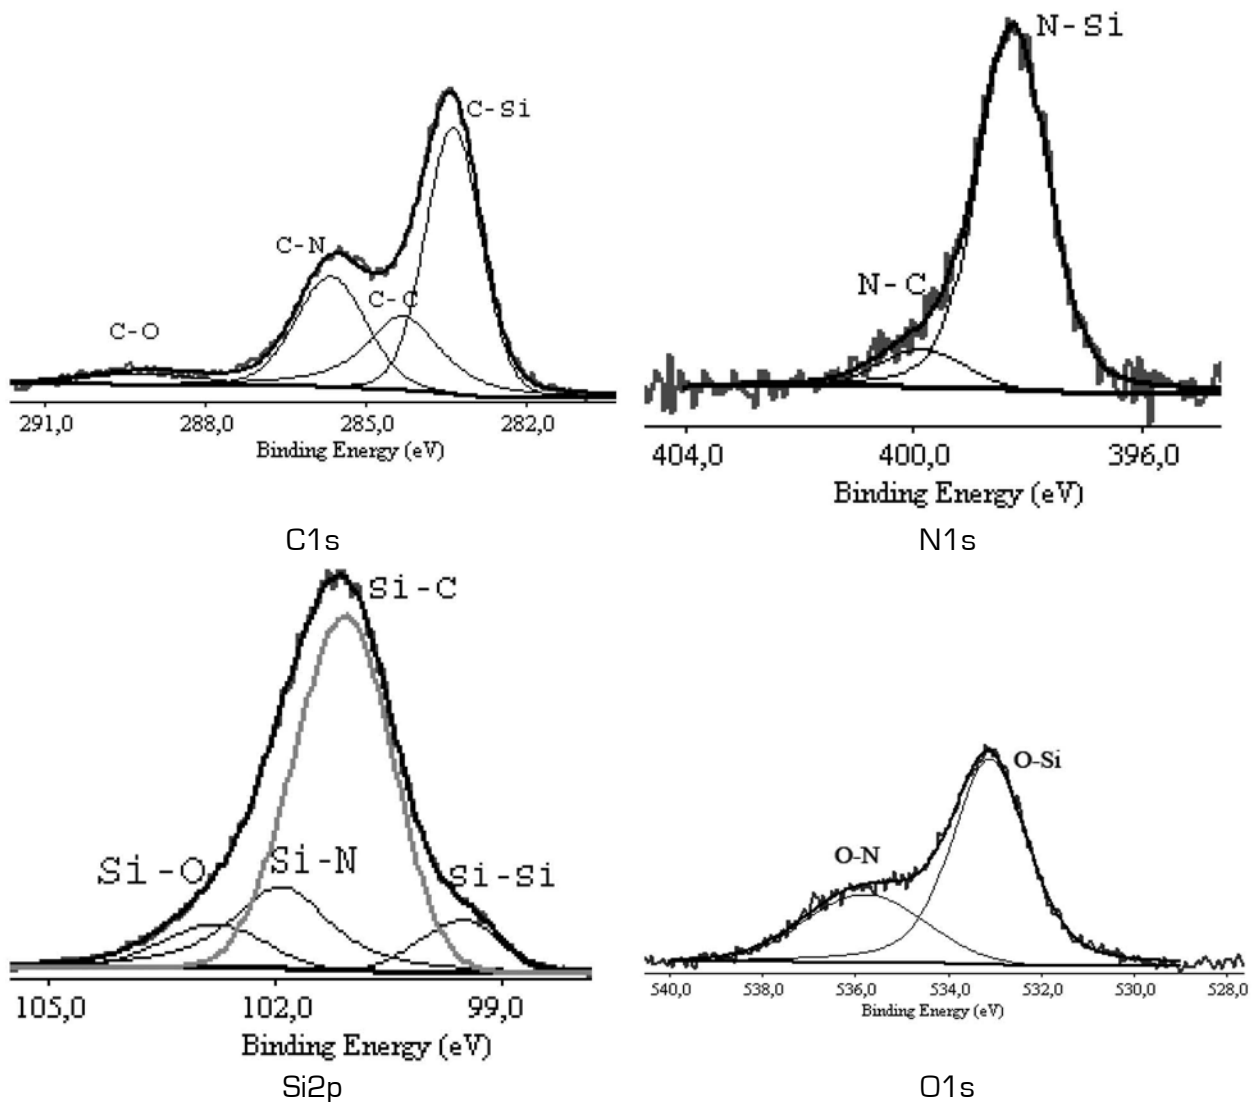 C-Si
C-N
C-C
C-O
291,0 288,0 285,0 282,0
Binding Energy (eV)
C1s
N-Si
N-C
404,0 400,0 396,0
Binding Energy (eV)
N1s
Si-C
Si-O Si-N Si-Si
105,0 102,0 99,0
Binding Energy (eV)
Si2p
O-Si
O-N
540,0 538,0 536,0 534,0 532,0 530,0 528,0
Binding Energy (eV)
O1s